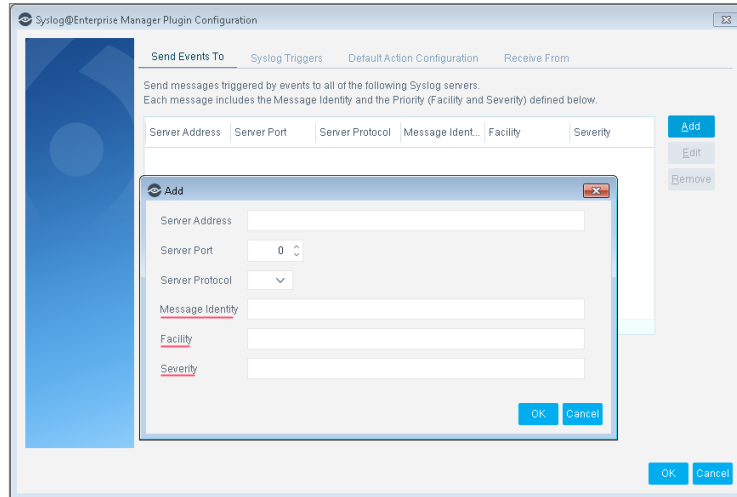 Syslog@Enterprise Manager Plugin Configuration
Send Events To Syslog Triggers Default Action Configuration Receive From
Send messages triggered by events to all of the following Syslog servers.
Each message includes the Message Identity and the Priority (Facility and Severity) defined below.
Server Address Server Port Server Protocol Message Ident... Facility Severity
Add
Edit
Remove
Add
Server Address
Server Port 0
Server Protocol
Message Identity
Facility
Severity
OK Cancel
OK Cancel